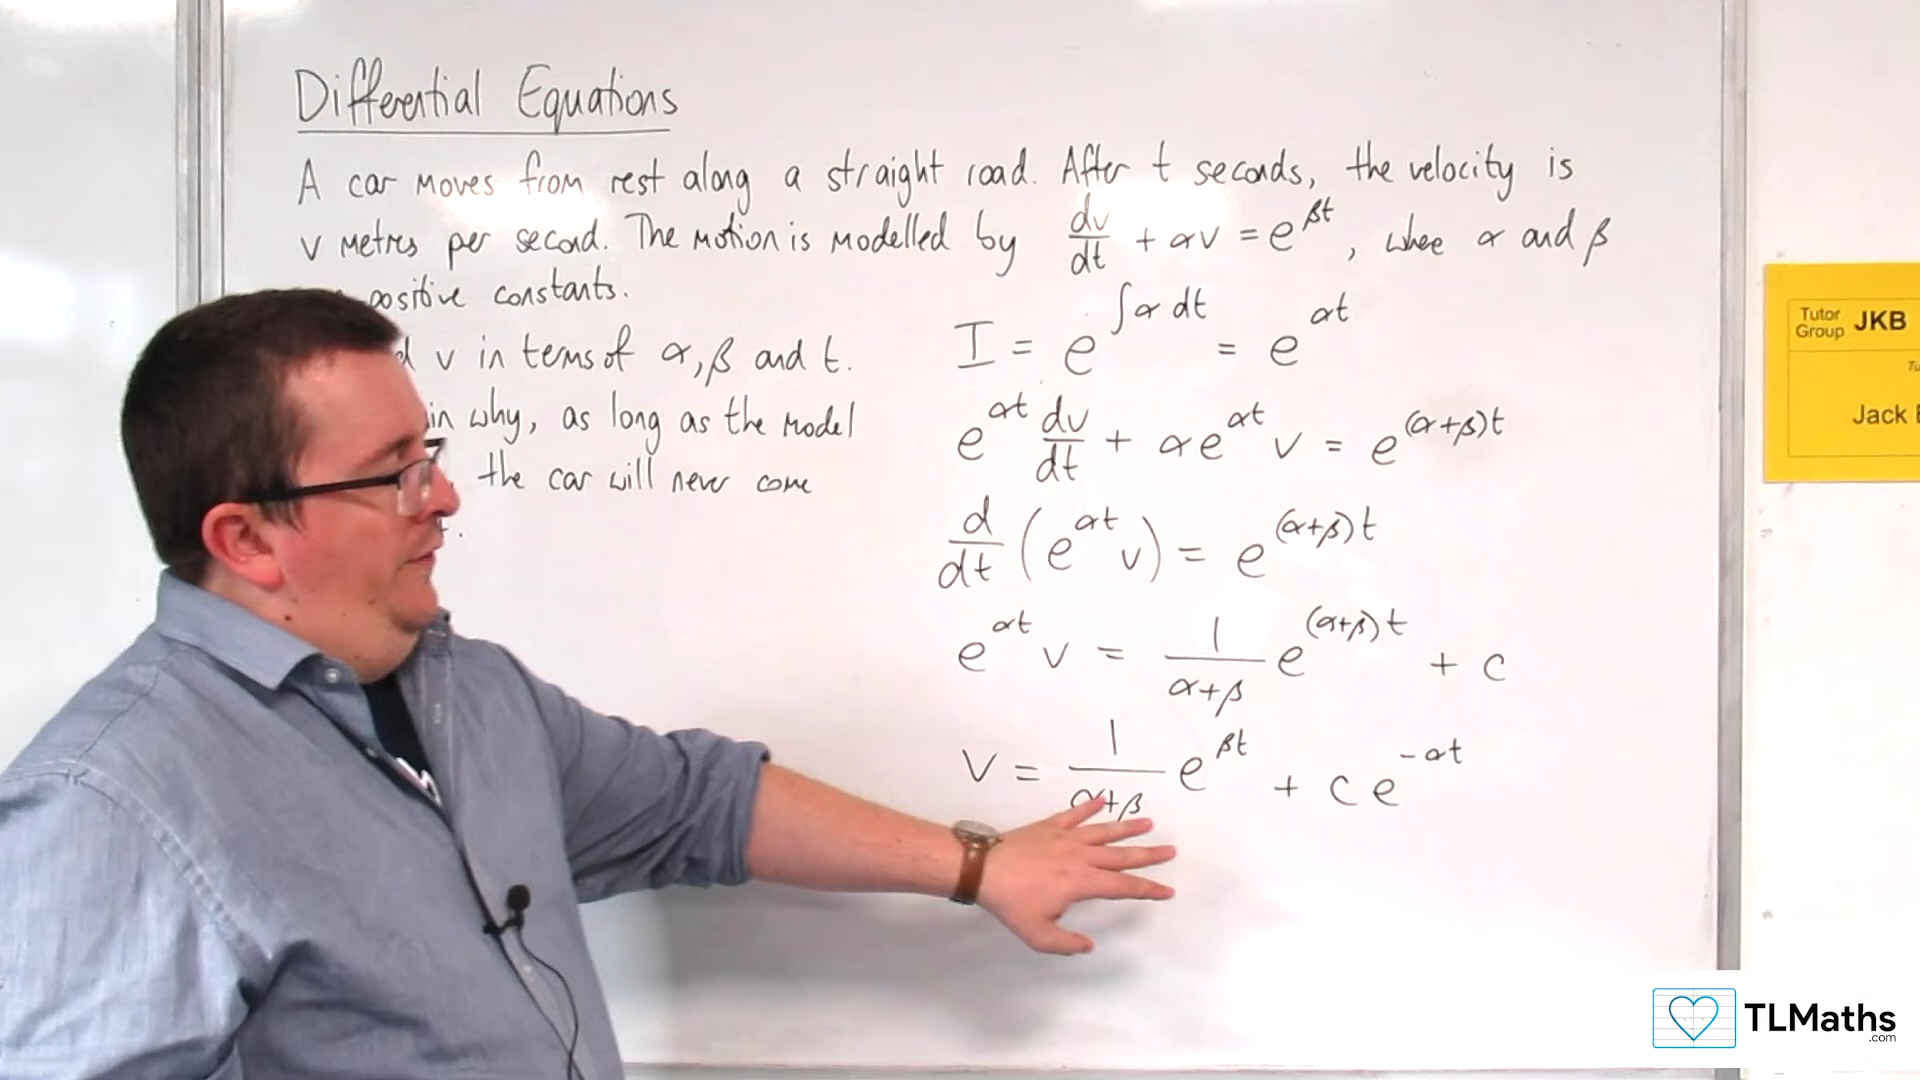 Differential Equations
A car moves from rest along a straight road. After t seconds, the velocity is
v metres per second. The motion is modelled by dv/dt + αv = e^(βt), where α and β
positive constants.
v in terms of α, β and t.
why, as long as the model
the car will never come
I = e^(∫α dt) = e^(αt)
e^(αt) dv/dt + αe^(αt) v = e^((α+β)t)
d/dt (e^(αt) v) = e^((α+β)t)
e^(αt) v = 1/(α+β) e^((α+β)t) + c
v = 1/(α+β) e^(βt) + c e^(-αt)
Tutor Group JKB
Jack
TLMaths
.com